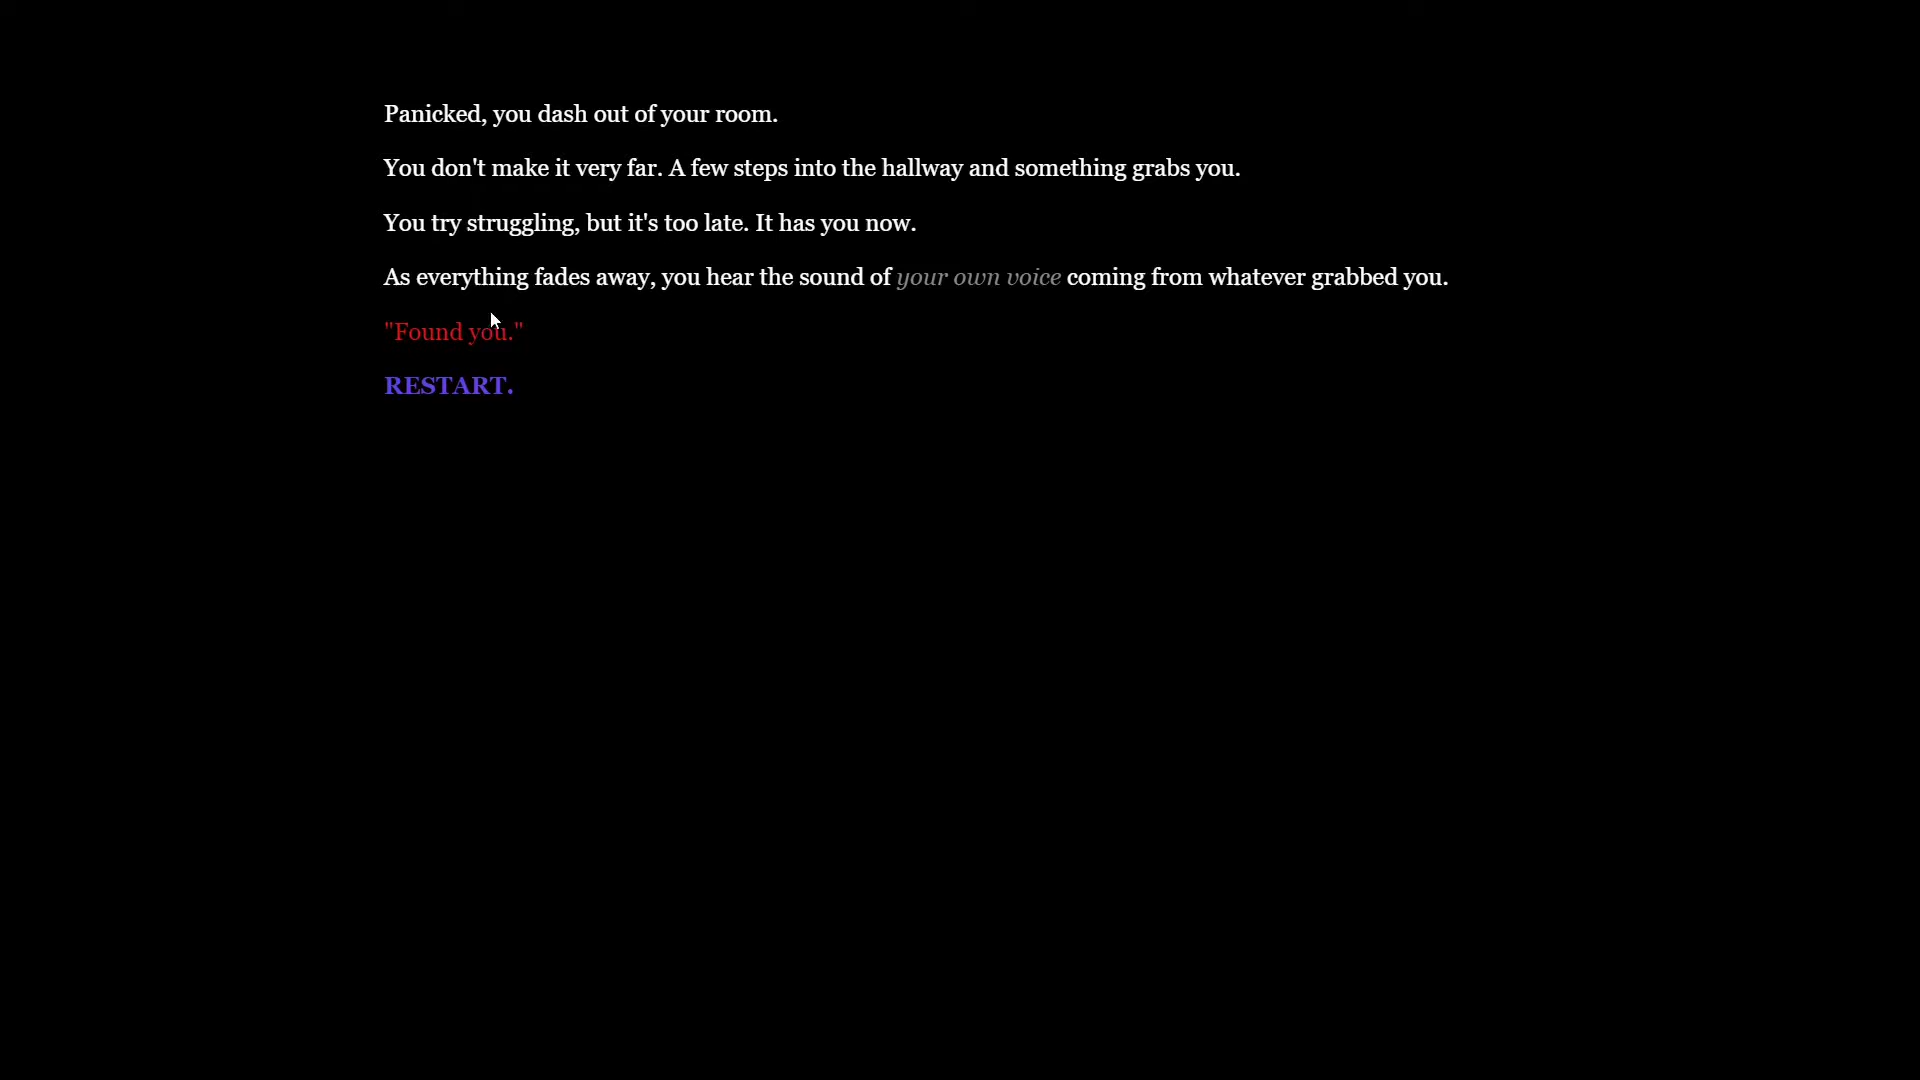 Panicked, you dash out of your room.
You don't make it very far. A few steps into the hallway and something grabs you.
You try struggling, but it's too late. It has you now.
As everything fades away, you hear the sound of your own voice coming from whatever grabbed you.
"Found you."
RESTART.